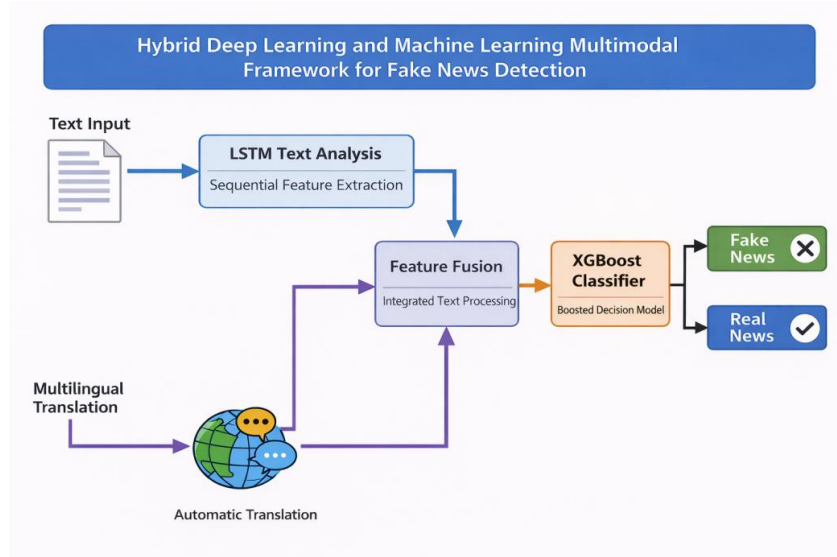 Hybrid Deep Learning and Machine Learning Multimodal
Framework for Fake News Detection
Text Input
LSTM Text Analysis
Sequential Feature Extraction
Feature Fusion
Integrated Text Processing
XGBoost
Classifier
Boosted Decision Model
Fake
News
Real
News
Multilingual
Translation
Automatic Translation